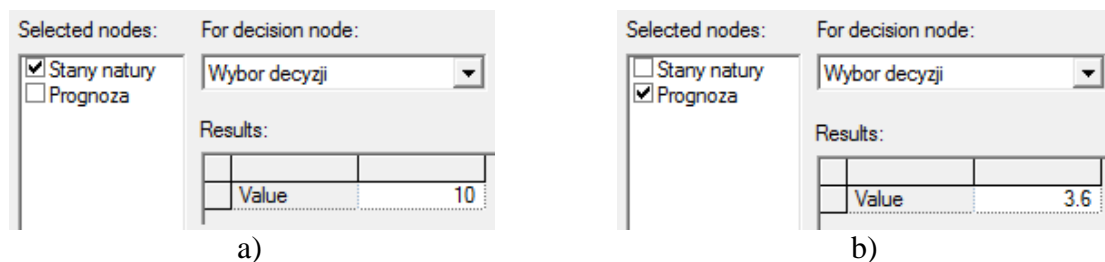 Selected nodes:
For decision node:
Stany natury
Prognoza
Wybor decyzji
Results:
Value 10
a)
Selected nodes:
For decision node:
Stany natury
Prognoza
Wybor decyzji
Results:
Value 3.6
b)